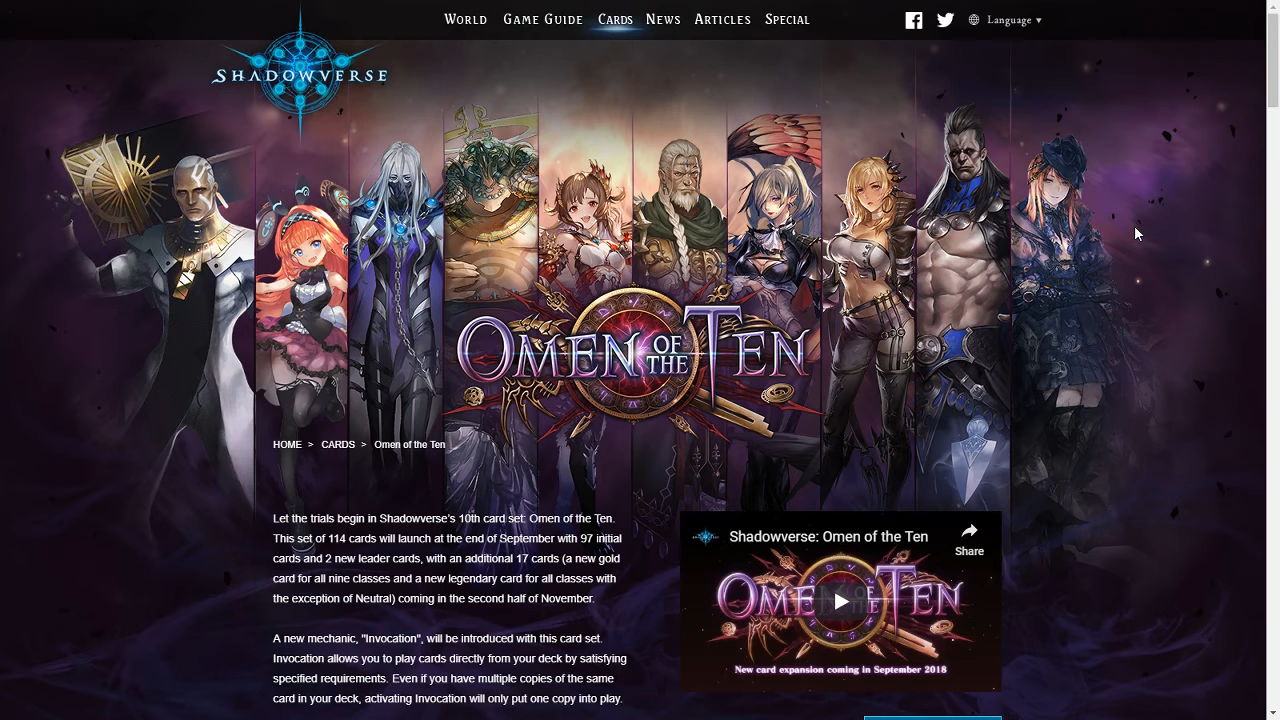 World Game Guide Cards News Articles Special Language ▾
SHADOWVERSE
OMEN OF THE TEN
HOME > CARDS > Omen of the Ten
Let the trials begin in Shadowverse's 10th card set: Omen of the Ten.
This set of 114 cards will launch at the end of September with 97 initial
cards and 2 new leader cards, with an additional 17 cards (a new gold
card for all nine classes and a new legendary card for all classes with
the exception of Neutral) coming in the second half of November.
A new mechanic, "Invocation", will be introduced with this card set.
Invocation allows you to play cards directly from your deck by satisfying
specified requirements. Even if you have multiple copies of the same
card in your deck, activating Invocation will only put one copy into play.
Shadowverse: Omen of the Ten
Share
OMEN OF THE TEN
New card expansion coming in September 2018